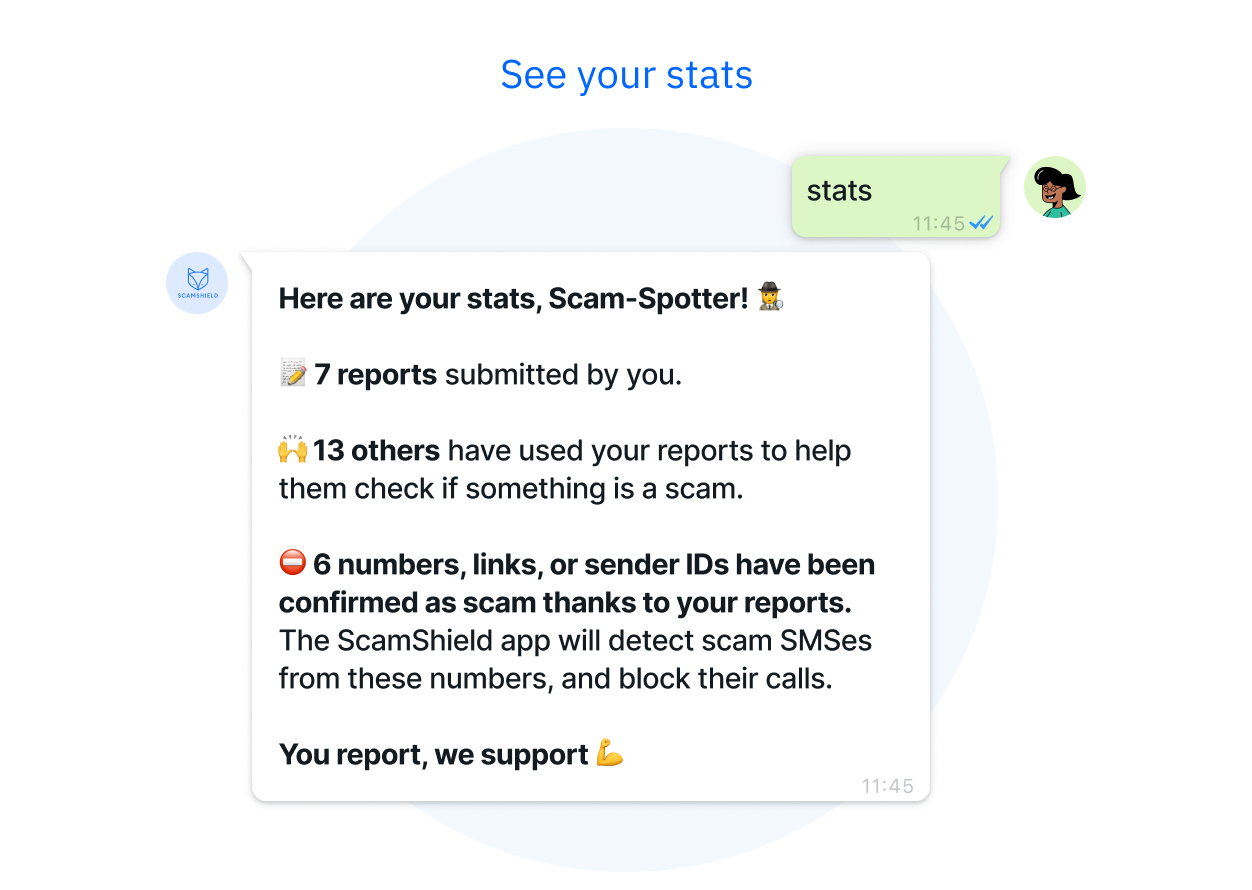 See your stats
stats
11:45
SCAMSHIELD
Here are your stats, Scam-Spotter! 🕵️‍♀️
📝 7 reports submitted by you.
🙌 13 others have used your reports to help
them check if something is a scam.
⛔ 6 numbers, links, or sender IDs have been
confirmed as scam thanks to your reports.
The ScamShield app will detect scam SMSes
from these numbers, and block their calls.
You report, we support 💪
11:45